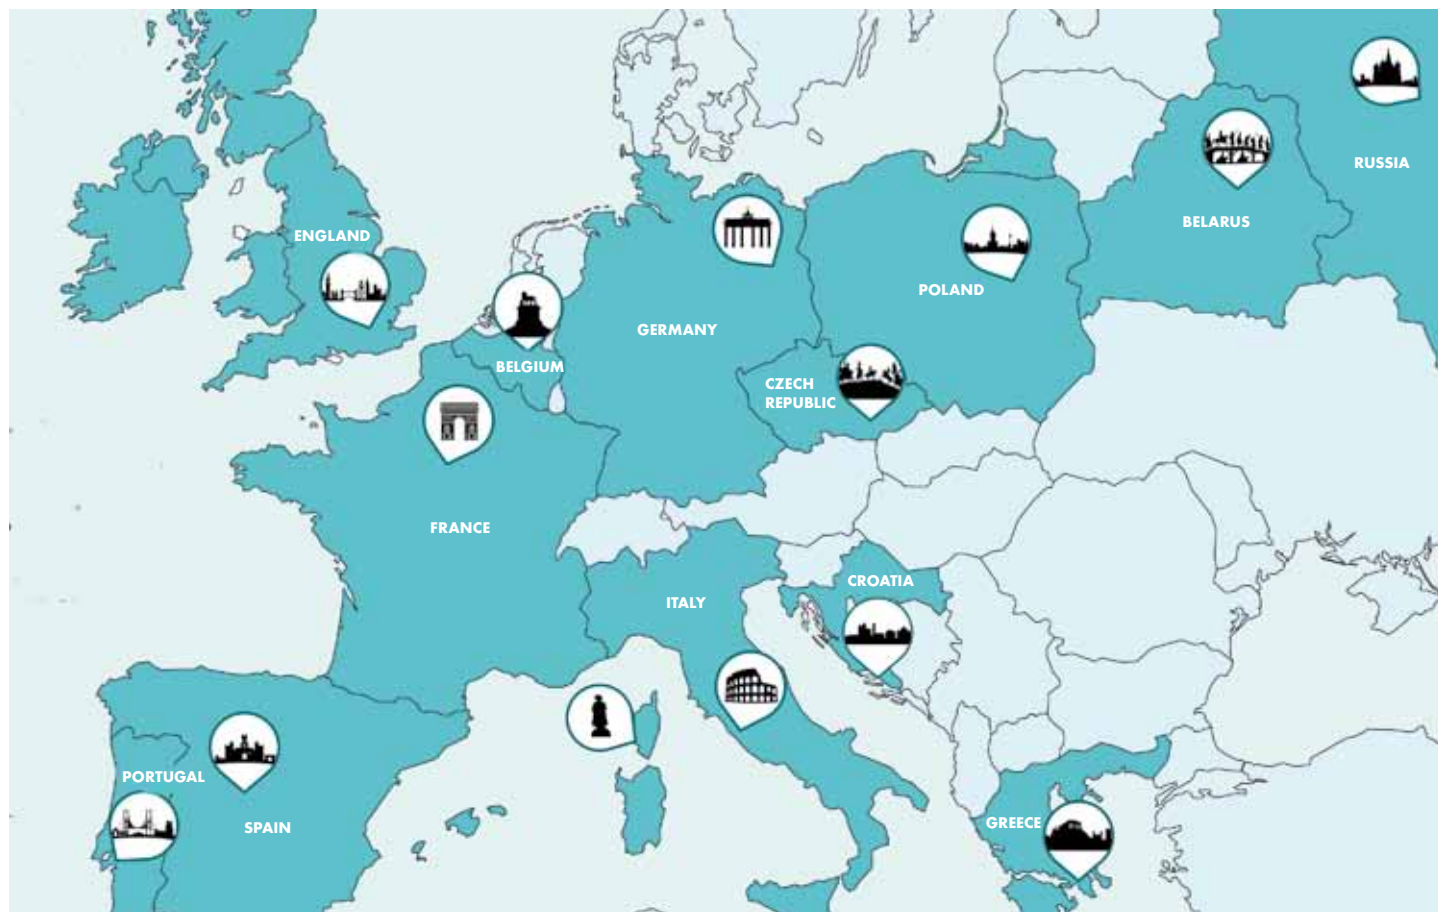 RUSSIA
BELARUS
ENGLAND
POLAND
GERMANY
BELGIUM
CZECH
REPUBLIC
FRANCE
CROATIA
ITALY
PORTUGAL
SPAIN
GREECE